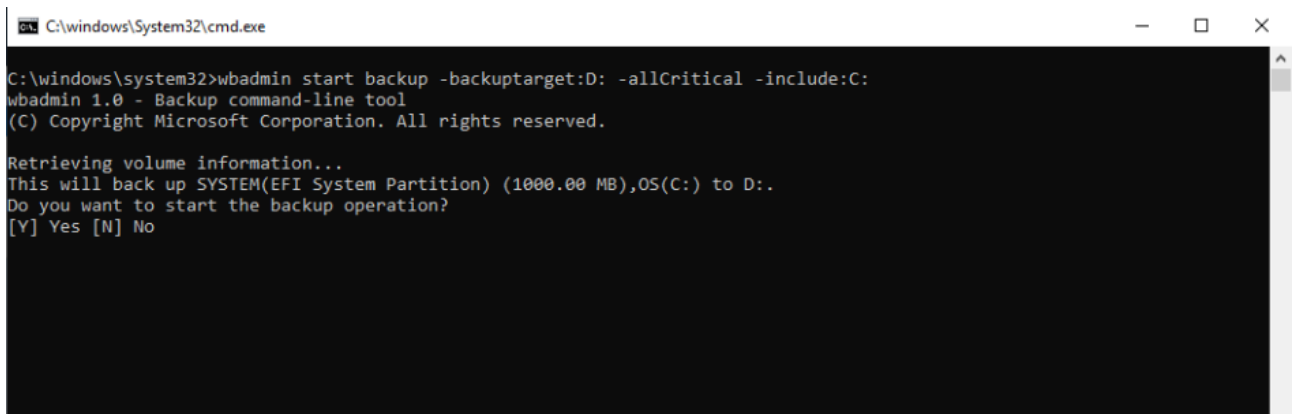 C:\windows\System32\cmd.exe
C:\windows\system32>wbadmin start backup -backuptarget:D: -allCritical -include:C:
wbadmin 1.0 - Backup command-line tool
(C) Copyright Microsoft Corporation. All rights reserved.
Retrieving volume information...
This will back up SYSTEM(EFI System Partition) (1000.00 MB),OS(C:) to D:.
Do you want to start the backup operation?
[Y] Yes [N] No